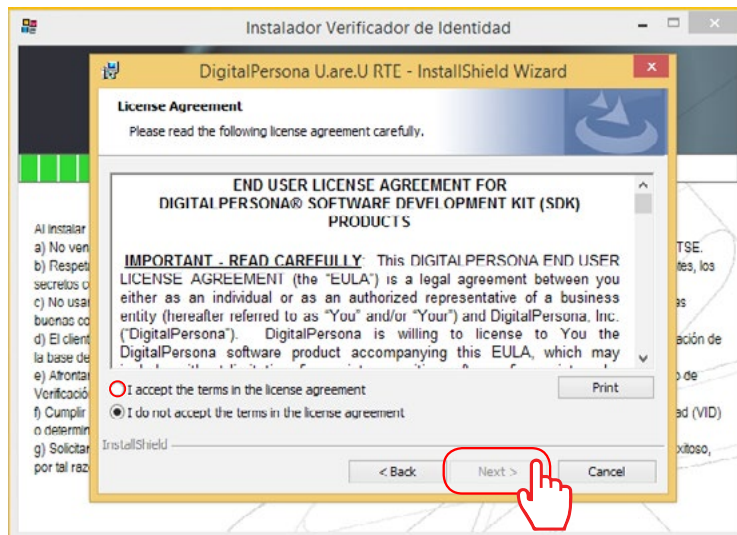 Instalador Verificador de Identidad
DigitalPersona U.are.U RTE - InstallShield Wizard
License Agreement
Please read the following license agreement carefully.
END USER LICENSE AGREEMENT FOR
DIGITALPERSONA® SOFTWARE DEVELOPMENT KIT (SDK)
PRODUCTS
IMPORTANT - READ CAREFULLY: This DIGITALPERSONA END USER
LICENSE AGREEMENT (the "EULA") is a legal agreement between you
either as an individual or as an authorized representative of a business
entity (hereafter referred to as "You" and/or "Your") and DigitalPersona, Inc.
("DigitalPersona"). DigitalPersona is willing to license to You the
DigitalPersona software product accompanying this EULA, which may
I accept the terms in the license agreement
Print
I do not accept the terms in the license agreement
InstallShield
< Back
Next >
Cancel
Al instalar
a) No ven
TSE.
b) Respet
tes, los
secretos c
c) No usar
as
buenas co
d) El client
ación de
la base de
e) Afrontar
o de
Verificació
f) Cumplir
ad (VID)
o determin
g) Solicitar
xitoso,
por tal raz